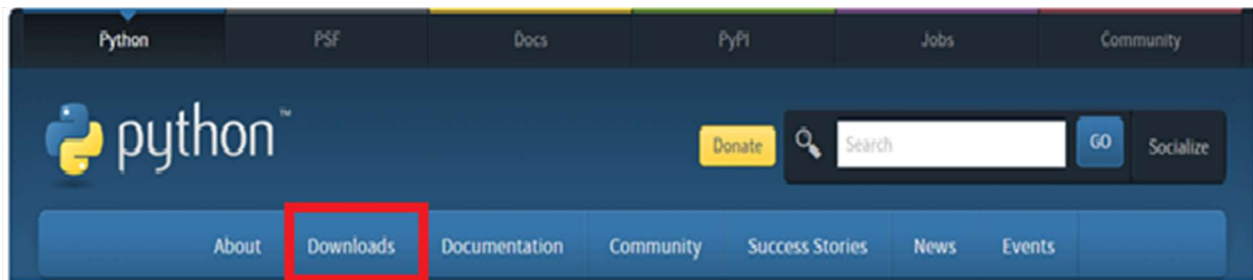 Python PSF Docs PyPI Jobs Community
python™
Donate Search GO Socialize
About Downloads Documentation Community Success Stories News Events